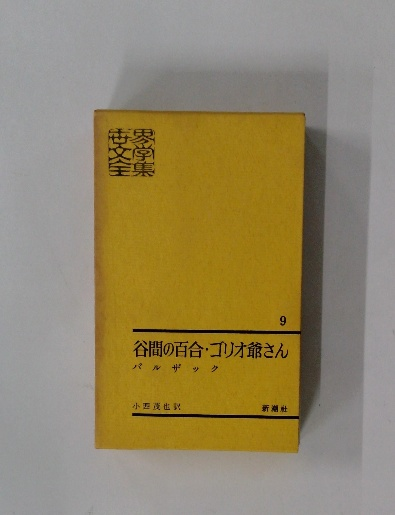 世界
文学
全集
9
谷間の百合・ゴリオ爺さん
バルザック
小西茂也訳
新潮社